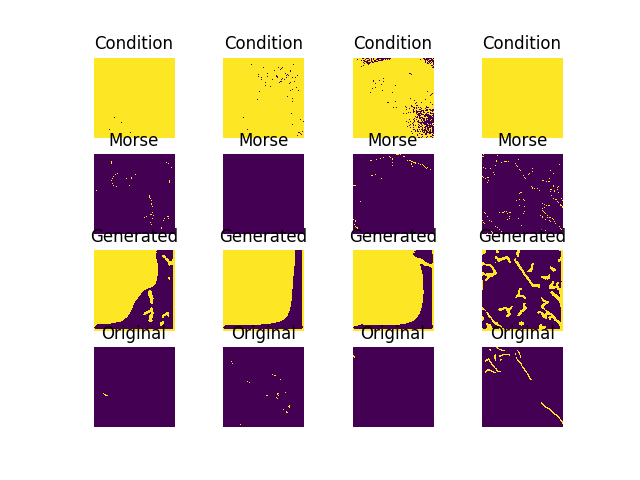 Condition Condition Condition Condition
Morse Morse Morse Morse
Generated Generated Generated Generated
Original Original Original Original